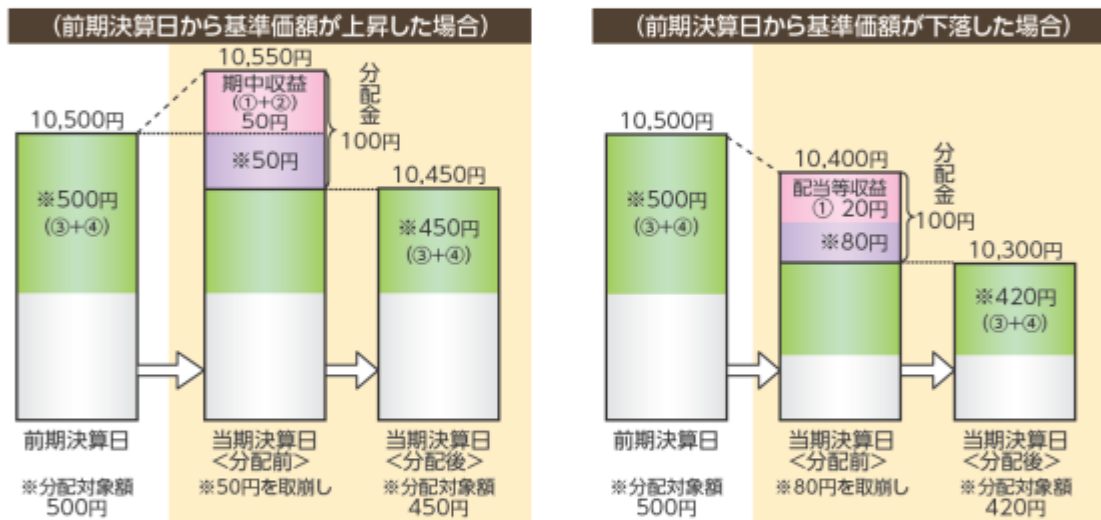 (前期決算日から基準価額が上昇した場合)
10,550円
期中収益
(①+②)
50円
分配金
100円
10,500円
※50円
10,450円
※500円
(③+④)
※450円
(③+④)
前期決算日
当期決算日
<分配前>
当期決算日
<分配後>
※分配対象額
500円
※50円を取崩し
※分配対象額
450円
(前期決算日から基準価額が下落した場合)
10,500円
10,400円
配当等収益
① 20円
分配金
100円
※80円
10,300円
※500円
(③+④)
※420円
(③+④)
前期決算日
当期決算日
<分配前>
当期決算日
<分配後>
※分配対象額
500円
※80円を取崩し
※分配対象額
420円